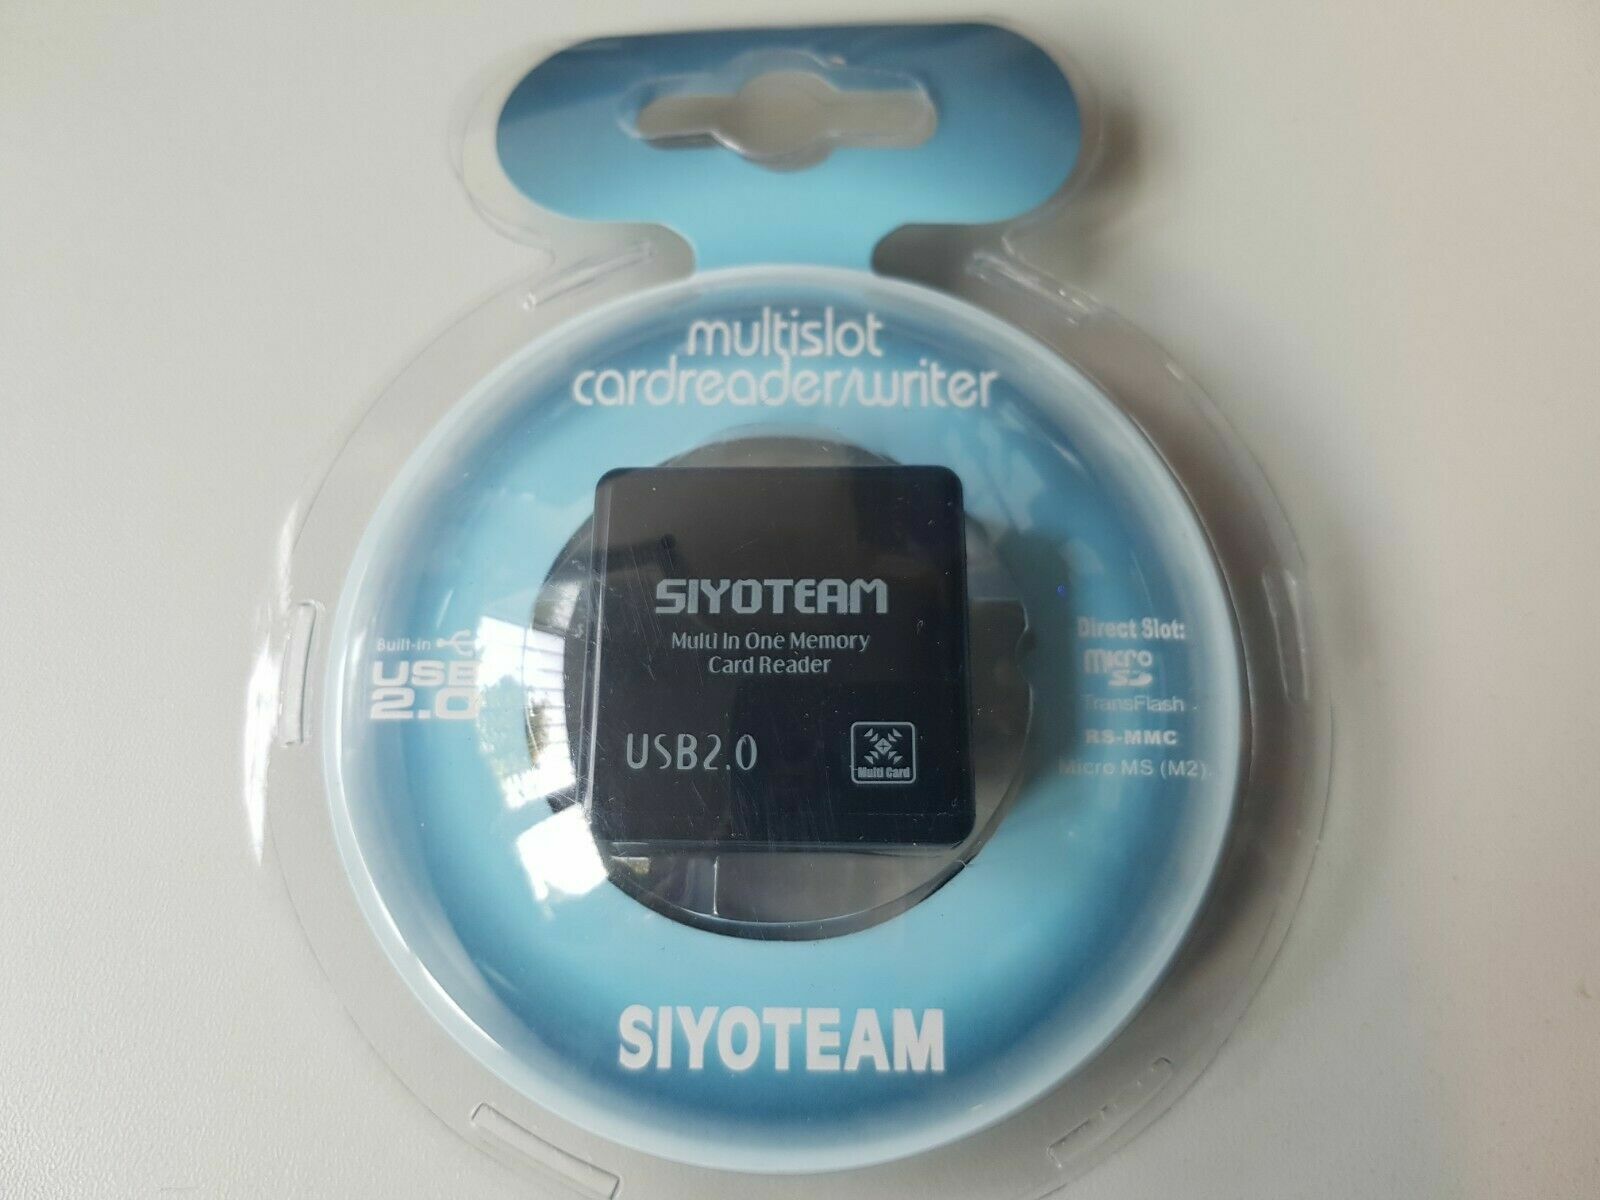 multislot
cardreader/writer
SIYOTEAM
Multi In One Memory
Card Reader
USB2.0
Multi Card
Built-in
USB
2.0
Direct Slot:
Micro
SD
TransFlash
RS-MMC
Micro MS (M2)
SIYOTEAM